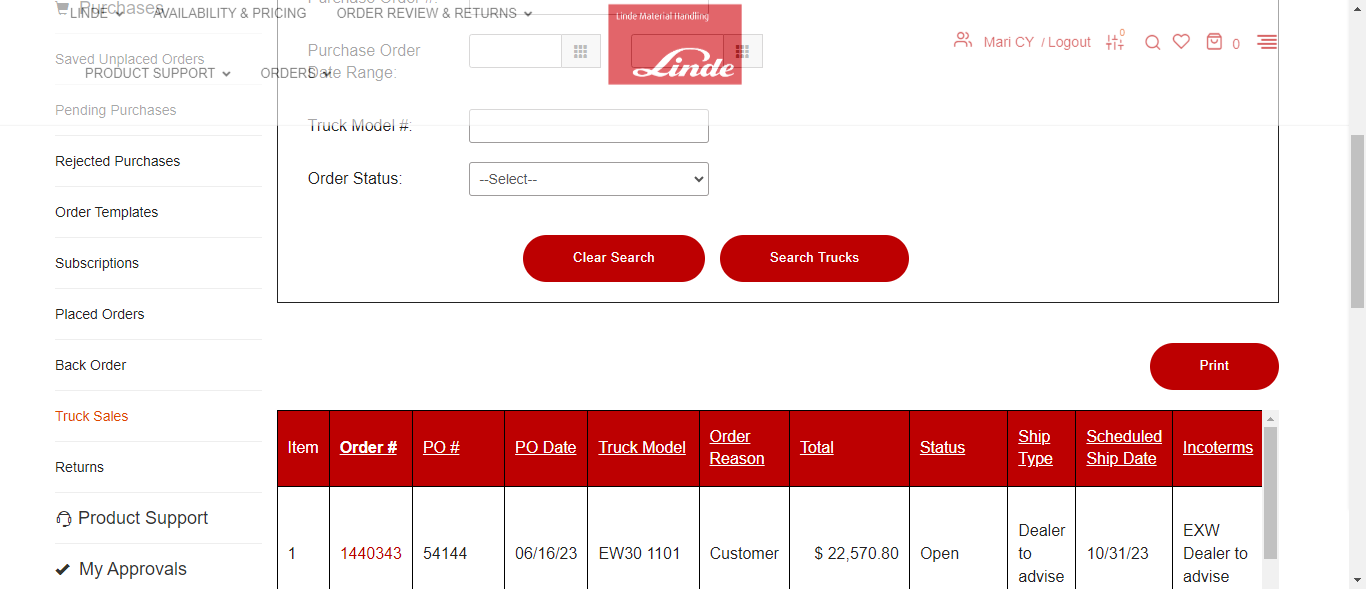 Purchase Order #:
Purchases
LINDE
AVAILABILITY & PRICING
ORDER REVIEW & RETURNS
Linde Material Handling
Linde
Mari CY / Logout
0
0
Saved Unplaced Orders
PRODUCT SUPPORT
ORDERS
Purchase Order
Date Range:
Pending Purchases
Rejected Purchases
Order Templates
Subscriptions
Placed Orders
Back Order
Truck Sales
Returns
Product Support
My Approvals
Truck Model #:
Order Status:
--Select--
Clear Search
Search Trucks
Print
Item
Order #
PO #
PO Date
Truck Model
Order
Reason
Total
Status
Ship
Type
Scheduled
Ship Date
Incoterms
1
1440343
54144
06/16/23
EW30 1101
Customer
$ 22,570.80
Open
Dealer
to
advise
10/31/23
EXW
Dealer to
advise